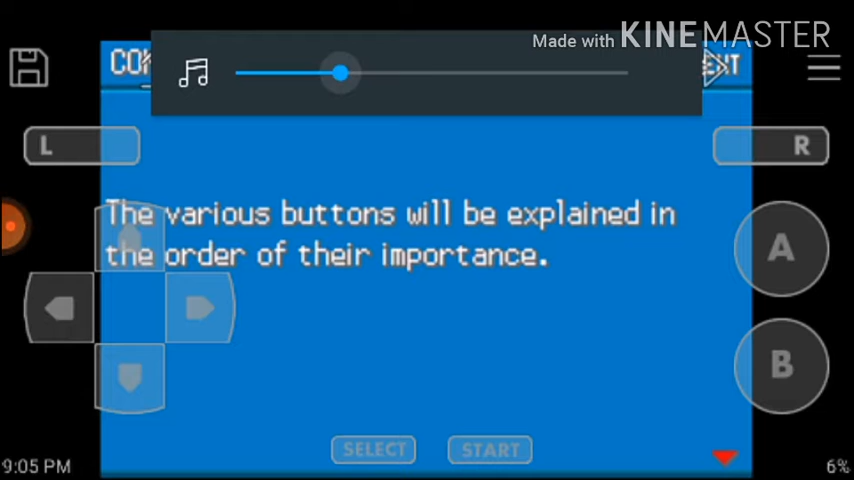 Made with KINEMASTER
L
R
The various buttons will be explained in
the order of their importance.
A
B
SELECT
START
9:05 PM
6%